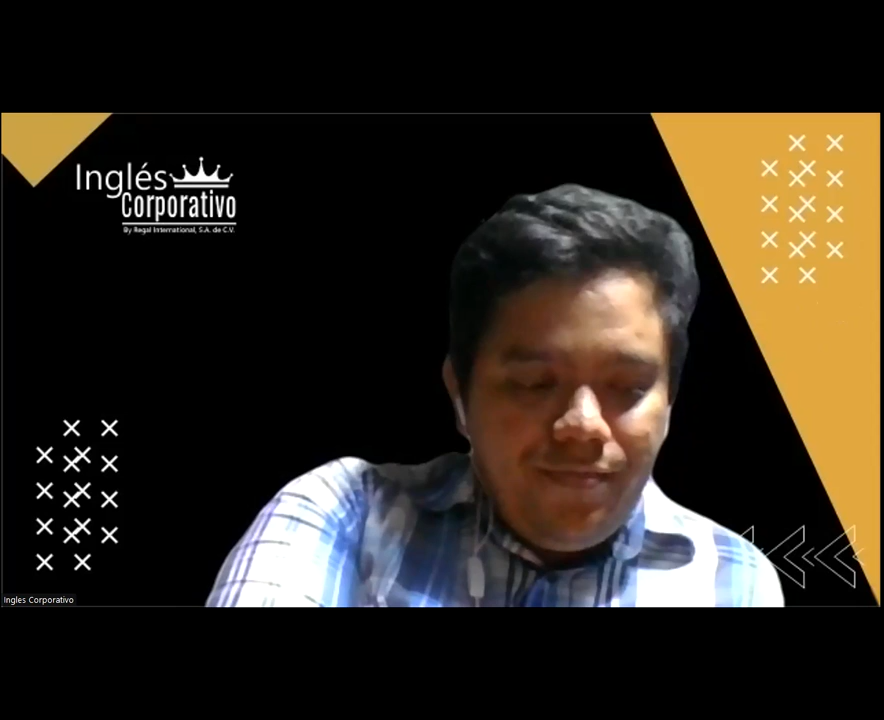 Inglés
Corporativo
By Regal International, S.A. de C.V.
Ingles Corporativo